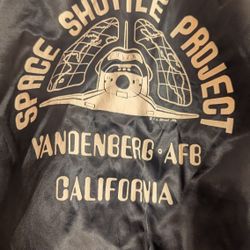 SPACE SHUTTLE PROJECT
VANDENBERG · AFB
CALIFORNIA